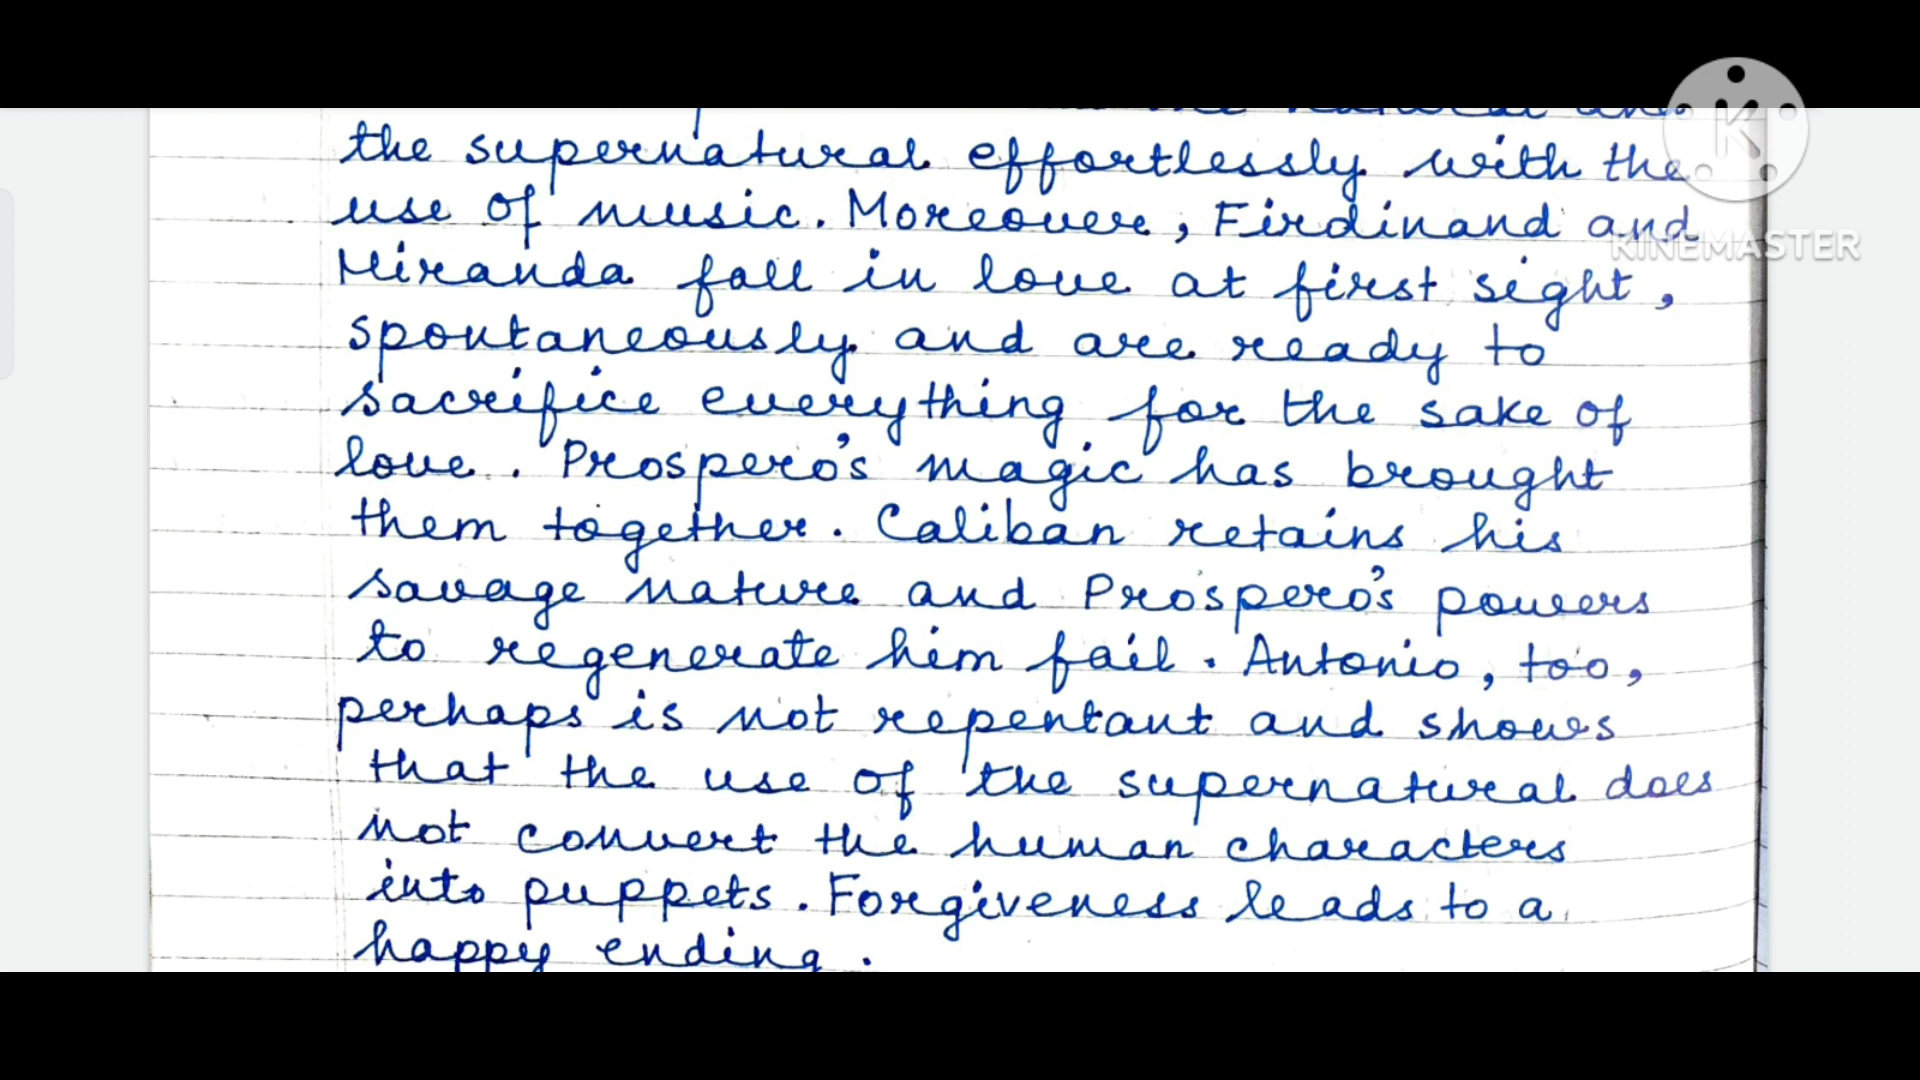 the supernatural effortlessly with the
use of music. Moreover, Firdinand and
Miranda fall in love at first sight,
spontaneously and are ready to
sacrifice everything for the sake of
love. Prospero's magic has brought
them together. Caliban retains his
savage nature and Prospero's powers
to regenerate him fail. Antonio, too,
perhaps is not repentant and shows
that the use of the supernatural does
not convert the human characters
into puppets. Forgiveness leads to a
happy ending.
K
KINEMASTER